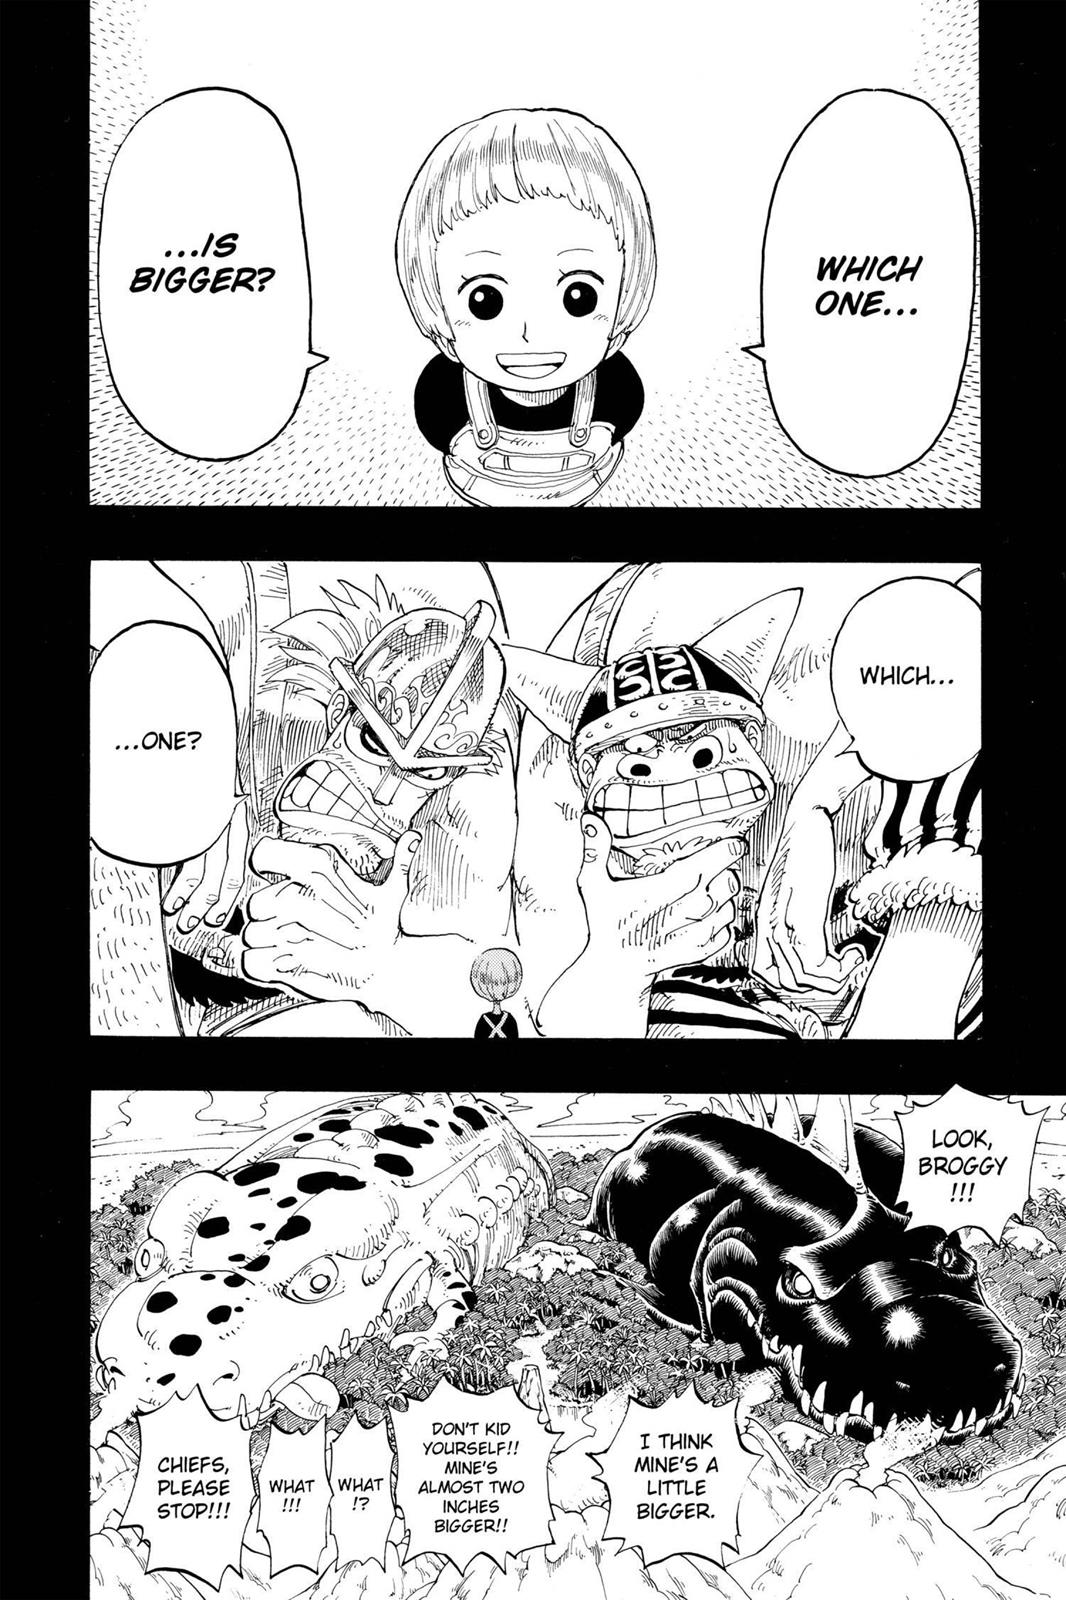 WHICH
ONE...
...IS
BIGGER?
WHICH...
...ONE?
LOOK,
BROGGY
!!!
I THINK
MINE'S A
LITTLE
BIGGER.
DON'T KID
YOURSELF!!
MINE'S
ALMOST TWO
INCHES
BIGGER!!
WHAT
!?
WHAT
!!!
CHIEFS,
PLEASE
STOP!!!